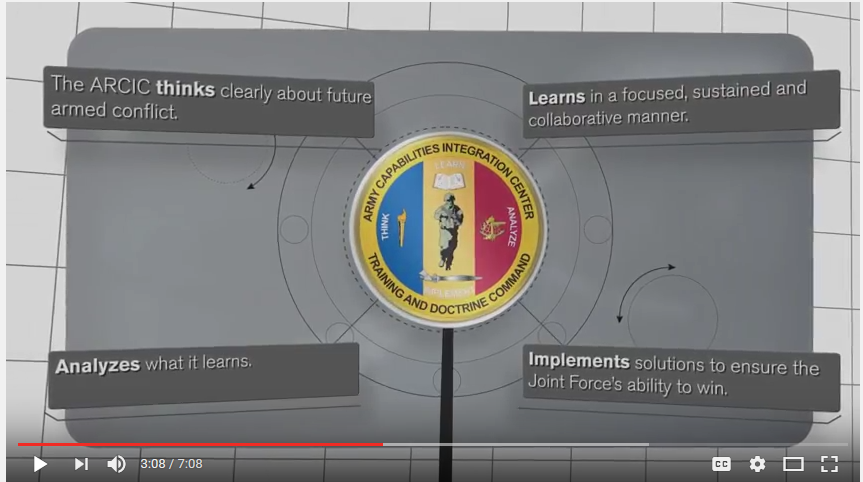 The ARCIC thinks clearly about future
armed conflict.
Learns in a focused, sustained and
collaborative manner.
ARMY CAPABILITIES INTEGRATION CENTER
LEARN
THINK
ANALYZE
IMPLEMENT
TRAINING AND DOCTRINE COMMAND
Analyzes what it learns.
Implements solutions to ensure the
Joint Force's ability to win.
3:08 / 7:08
CC